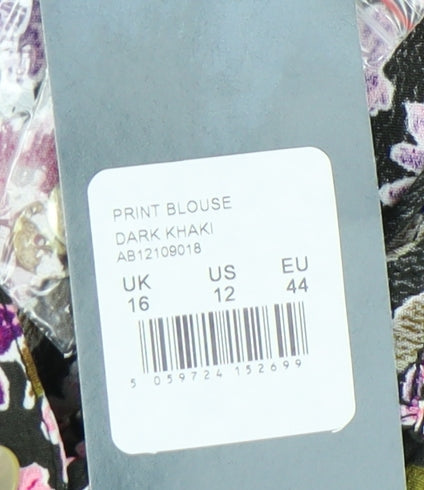 PRINT BLOUSE
DARK KHAKI
AB12109018
UK US EU
16 12 44
5 059724 152699